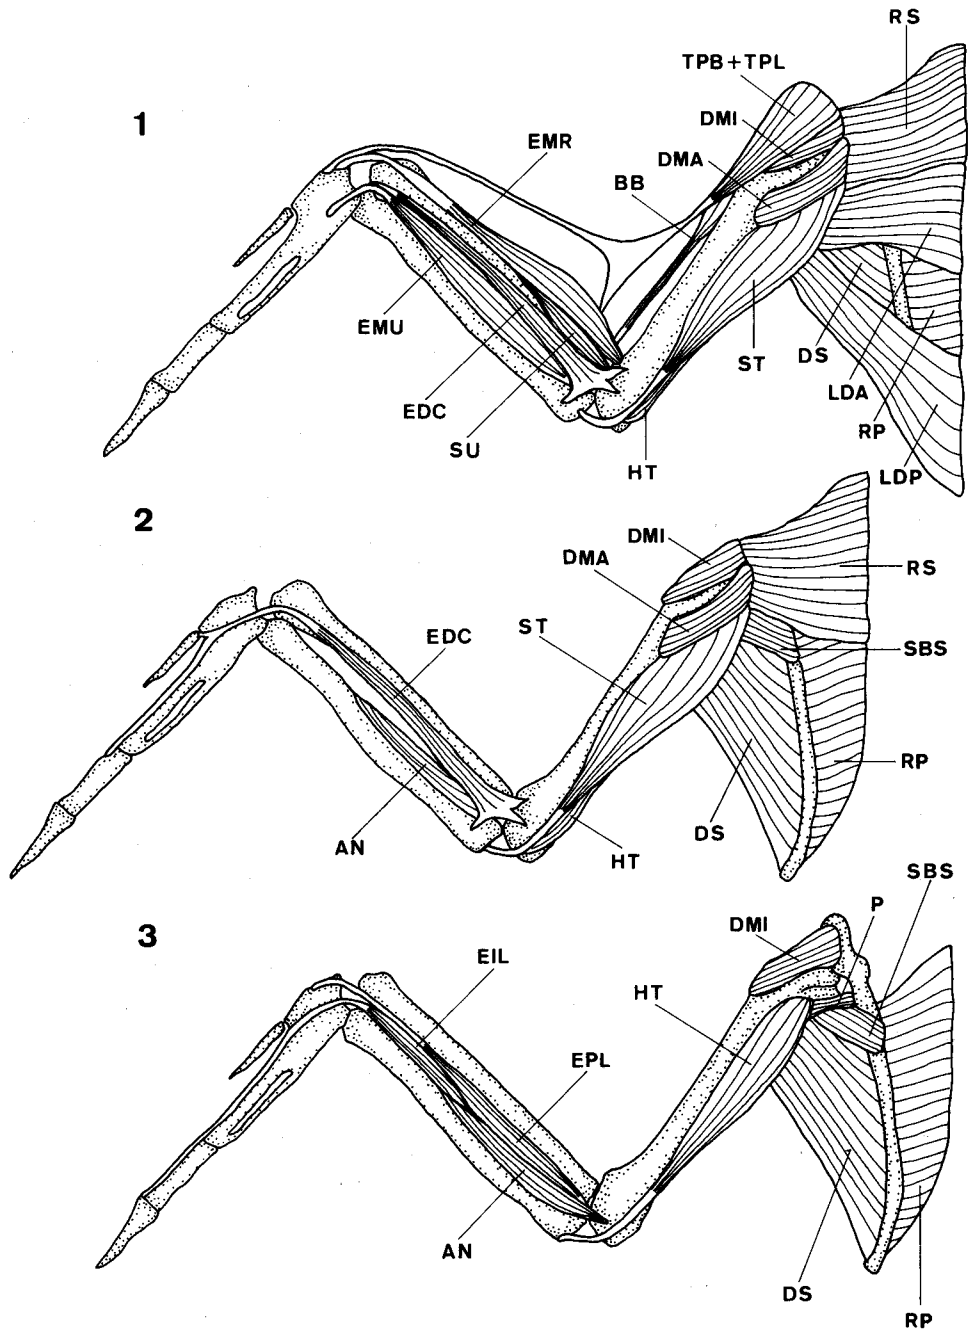 RS
TPB+TPL
1
DMI
EMR
DMA
BB
EMU
ST
DS
EDC
LDA
SU
RP
HT
LDP
2
DMI
DMA
RS
ST
EDC
SBS
RP
DS
AN
HT
SBS
3
P
DMI
EIL
HT
EPL
AN
DS
RP